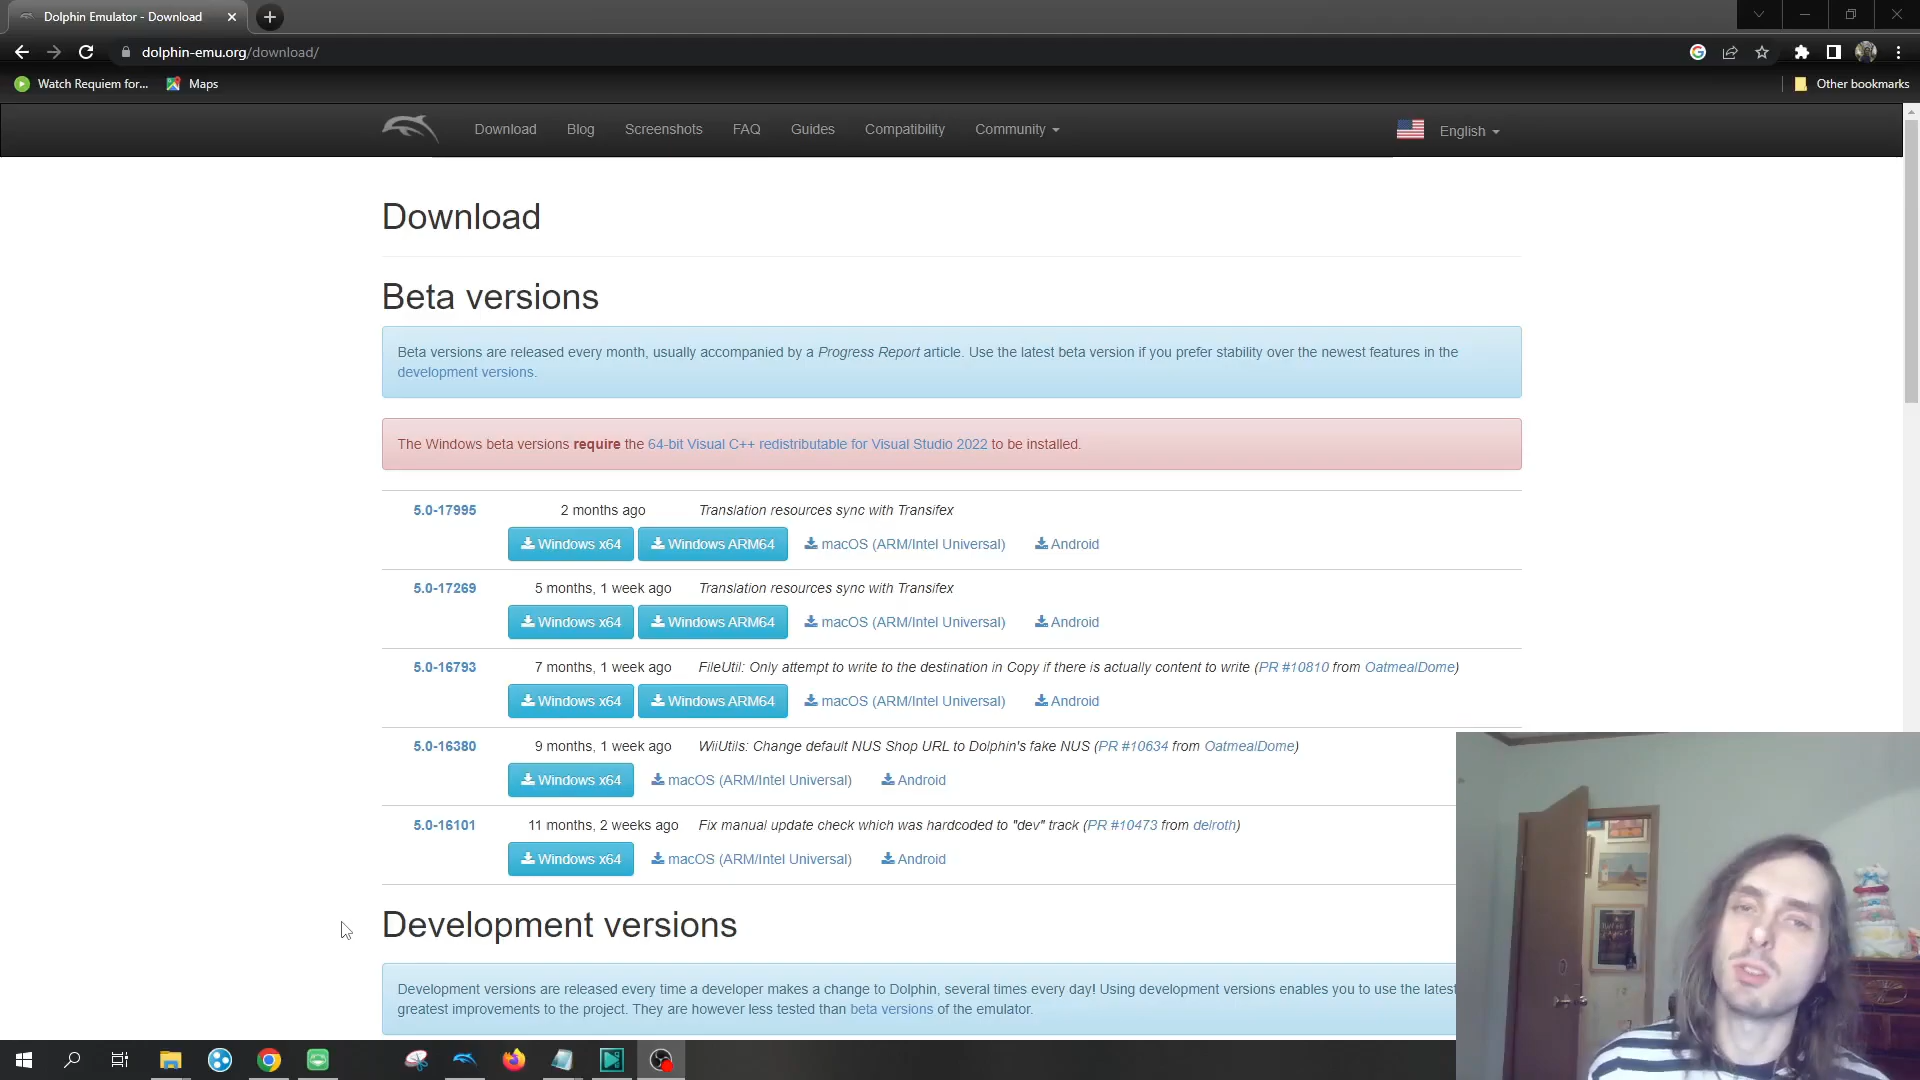 Dolphin Emulator - Download
dolphin-emu.org/download/
Watch Requiem for...
Maps
Other bookmarks
Download
Blog
Screenshots
FAQ
Guides
Compatibility
Community
English
Download
Beta versions
Beta versions are released every month, usually accompanied by a Progress Report article. Use the latest beta version if you prefer stability over the newest features in the
development versions.
The Windows beta versions require the 64-bit Visual C++ redistributable for Visual Studio 2022 to be installed.
5.0-17995 2 months ago Translation resources sync with Transifex
Windows x64 Windows ARM64 macOS (ARM/Intel Universal) Android
5.0-17269 5 months, 1 week ago Translation resources sync with Transifex
Windows x64 Windows ARM64 macOS (ARM/Intel Universal) Android
5.0-16793 7 months, 1 week ago FileUtil: Only attempt to write to the destination in Copy if there is actually content to write (PR #10810 from OatmealDome)
Windows x64 Windows ARM64 macOS (ARM/Intel Universal) Android
5.0-16380 9 months, 1 week ago WiiUtils: Change default NUS Shop URL to Dolphin's fake NUS (PR #10634 from OatmealDome)
Windows x64 macOS (ARM/Intel Universal) Android
5.0-16101 11 months, 2 weeks ago Fix manual update check which was hardcoded to "dev" track (PR #10473 from delroth)
Windows x64 macOS (ARM/Intel Universal) Android
Development versions
Development versions are released every time a developer makes a change to Dolphin, several times every day! Using development versions enables you to use the latest
greatest improvements to the project. They are however less tested than beta versions of the emulator.